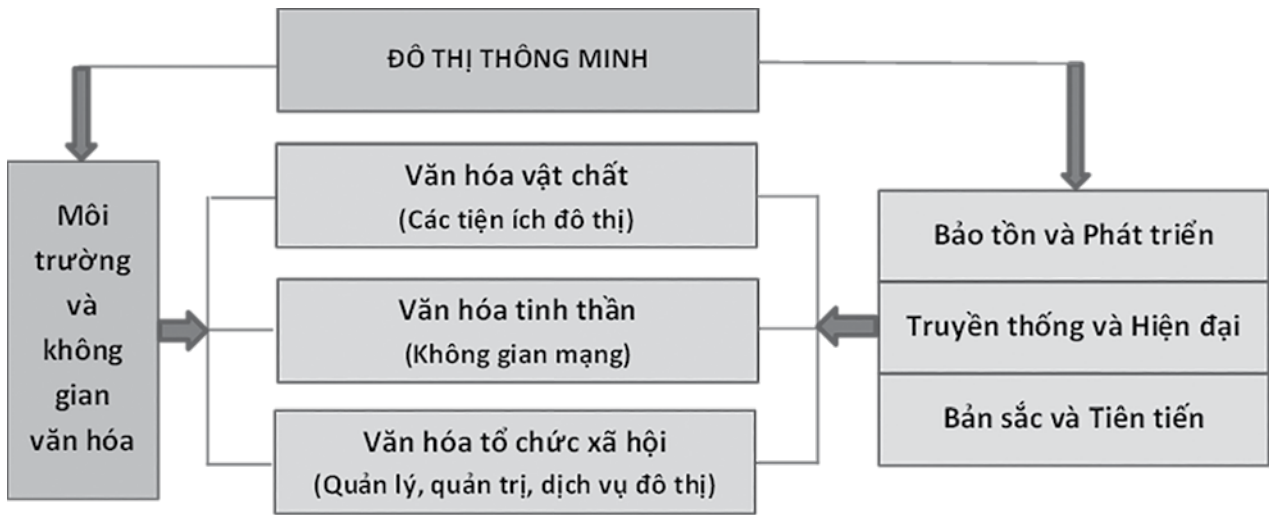 ĐÔ THỊ THÔNG MINH
Môi
trường
và
không
gian
văn hóa
Văn hóa vật chất
(Các tiện ích đô thị)
Văn hóa tinh thần
(Không gian mạng)
Văn hóa tổ chức xã hội
(Quản lý, quản trị, dịch vụ đô thị)
Bảo tồn và Phát triển
Truyền thống và Hiện đại
Bản sắc và Tiên tiến